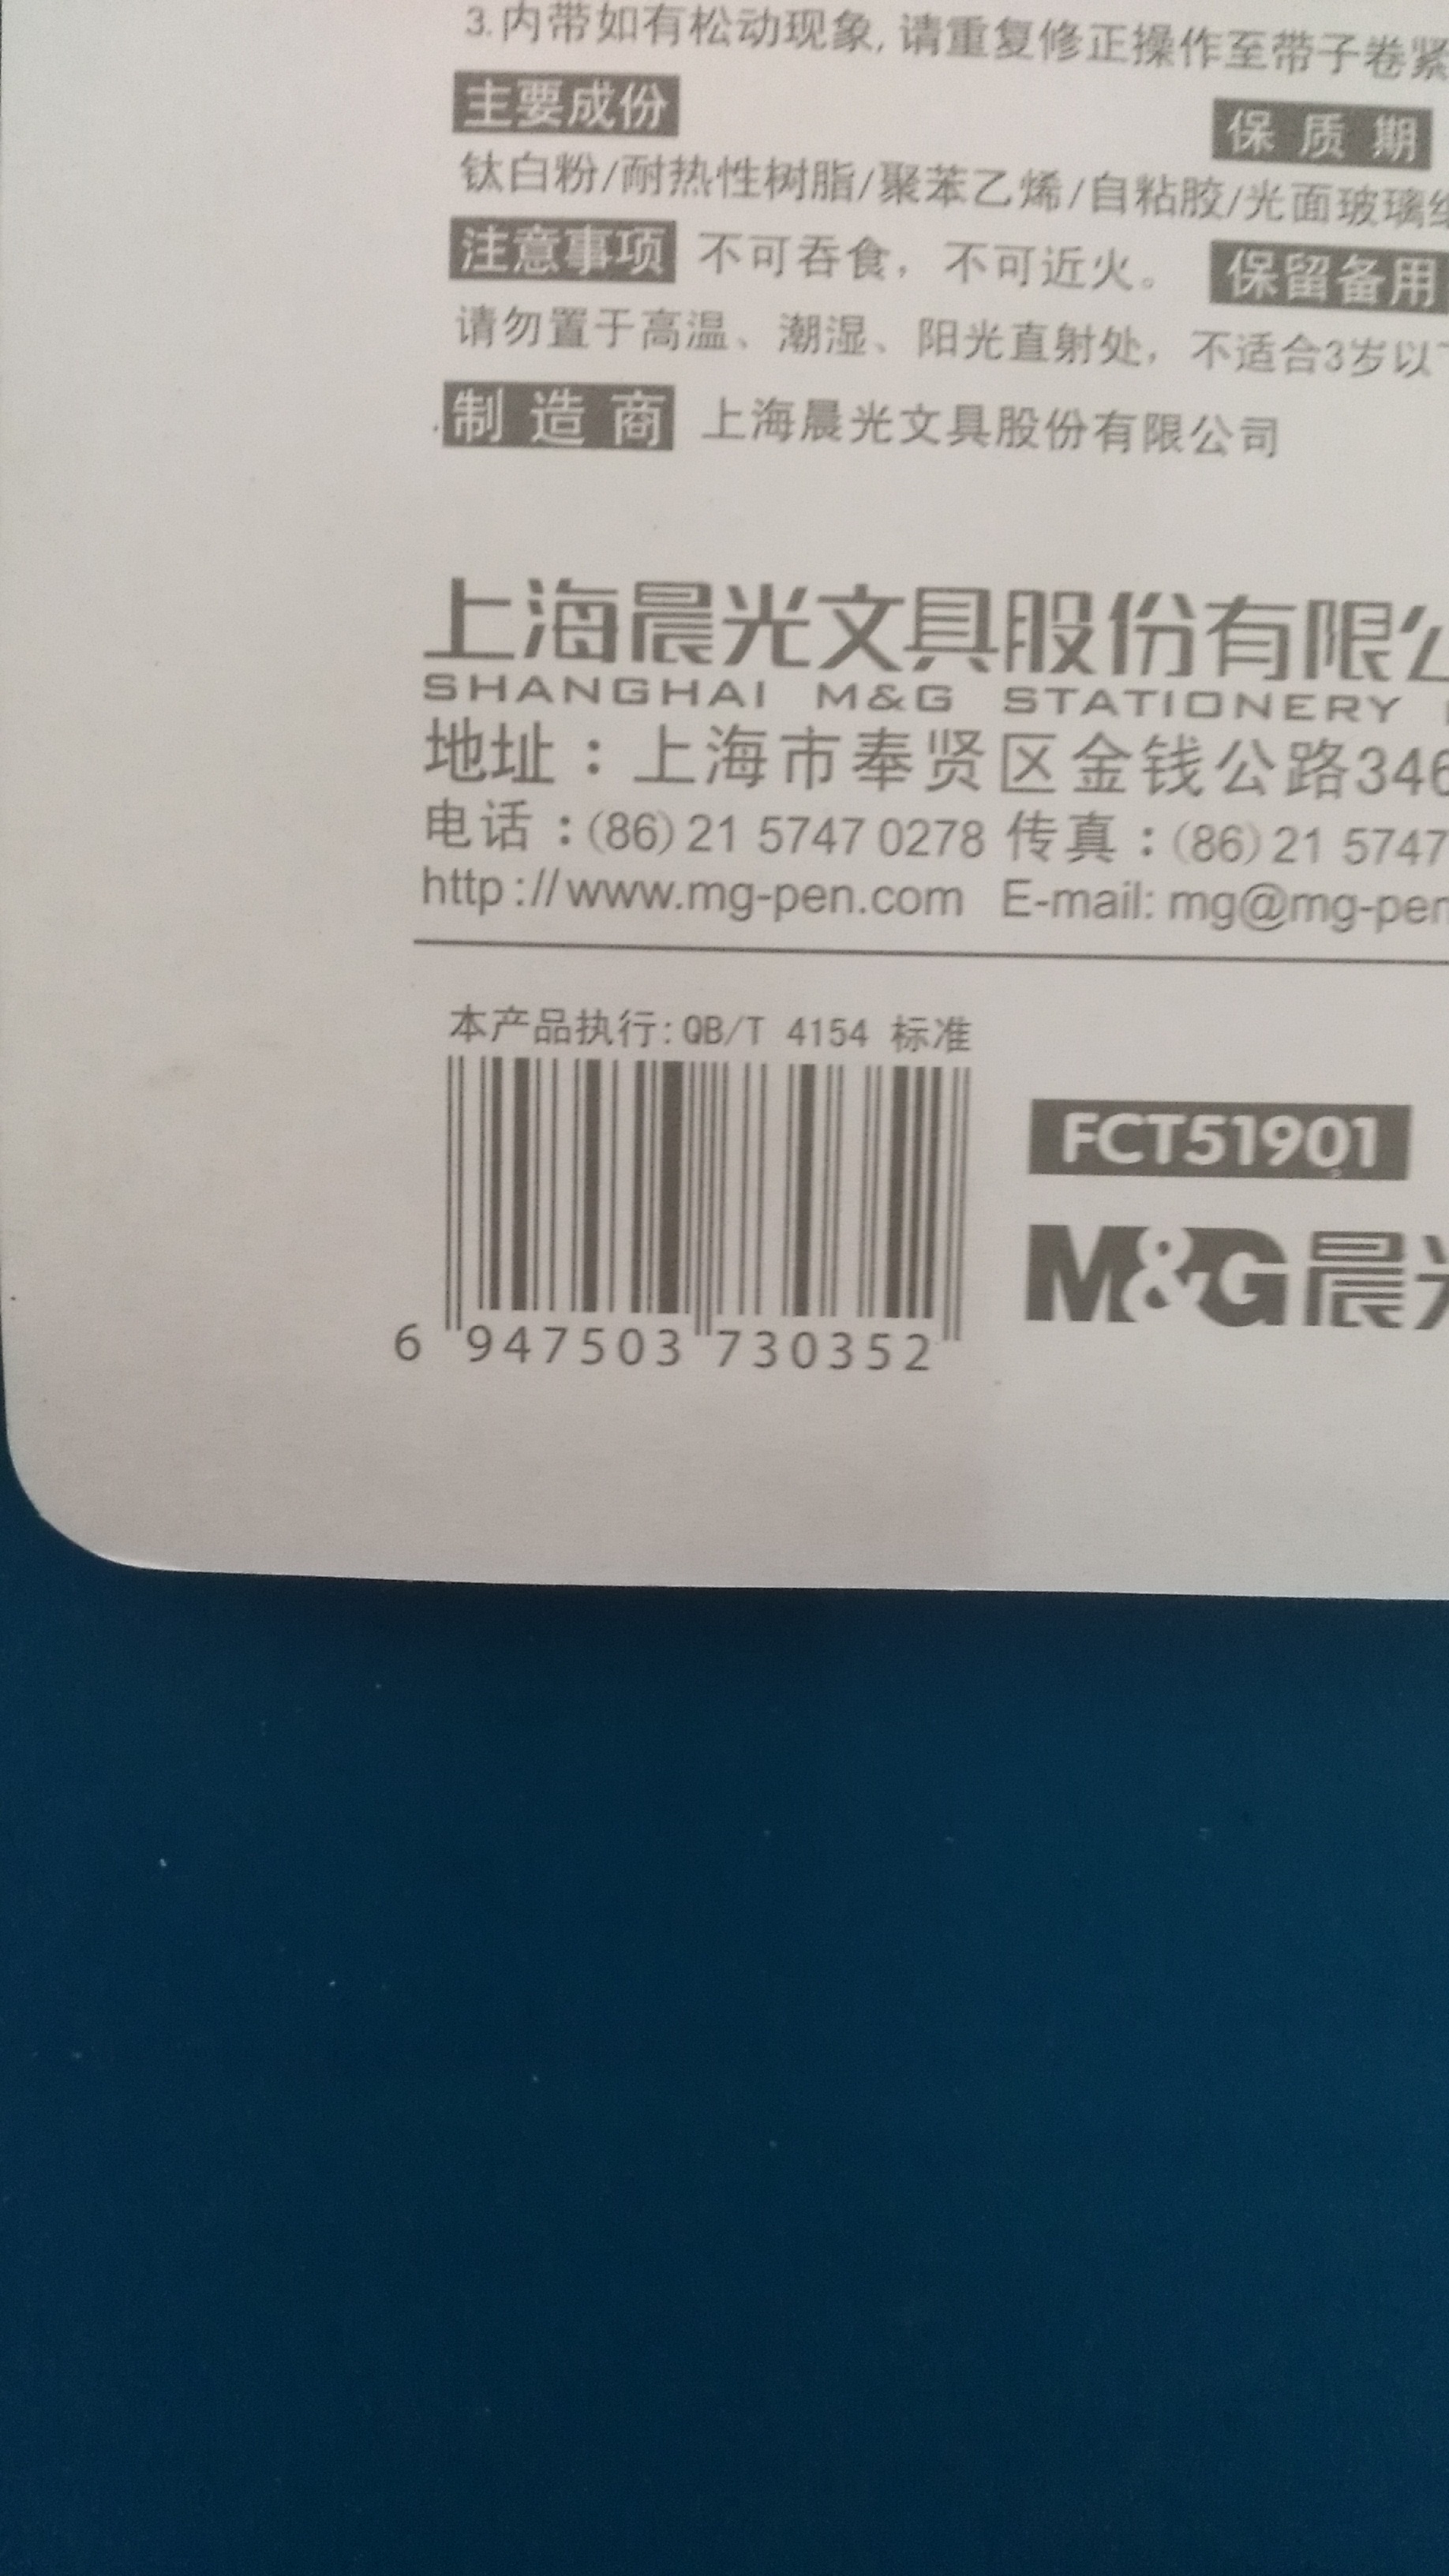 3.内带如有松动现象,请重复修正操作至带子卷紧
主要成份 保质期
钛白粉/耐热性树脂/聚苯乙烯/自粘胶/光面玻璃
注意事项 不可吞食，不可近火。 保留备用
请勿置于高温、潮湿、阳光直射处，不适合3岁以
制造商 上海晨光文具股份有限公司
上海晨光文具股份有限
SHANGHAI M&G STATIONERY
地址：上海市奉贤区金钱公路346
电话：(86)21 5747 0278 传真：(86)21 5747
http://www.mg-pen.com E-mail: mg@mg-pen
本产品执行:QB/T 4154 标准
FCT51901
M&G 晨光
6 947503 730352